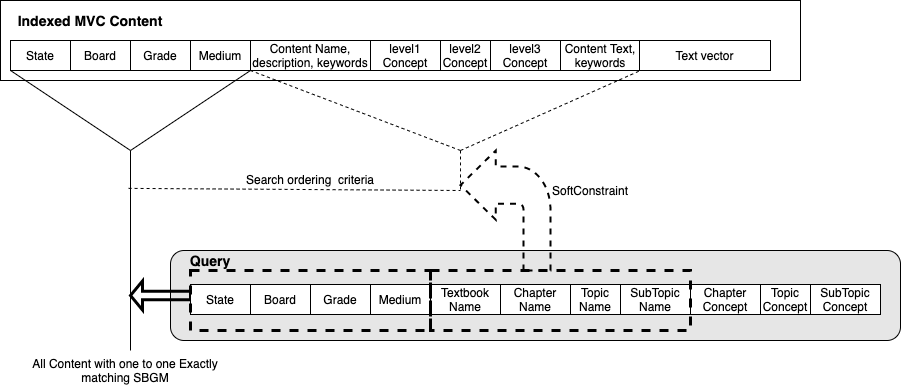 Indexed MVC Content
State
Board
Grade
Medium
Content Name,
description, keywords
level1
Concept
level2
Concept
level3
Concept
Content Text,
keywords
Text vector
Search ordering criteria
SoftConstraint
Query
State
Board
Grade
Medium
Textbook
Name
Chapter
Name
Topic
Name
SubTopic
Name
Chapter
Concept
Topic
Concept
SubTopic
Concept
All Content with one to one Exactly
matching SBGM